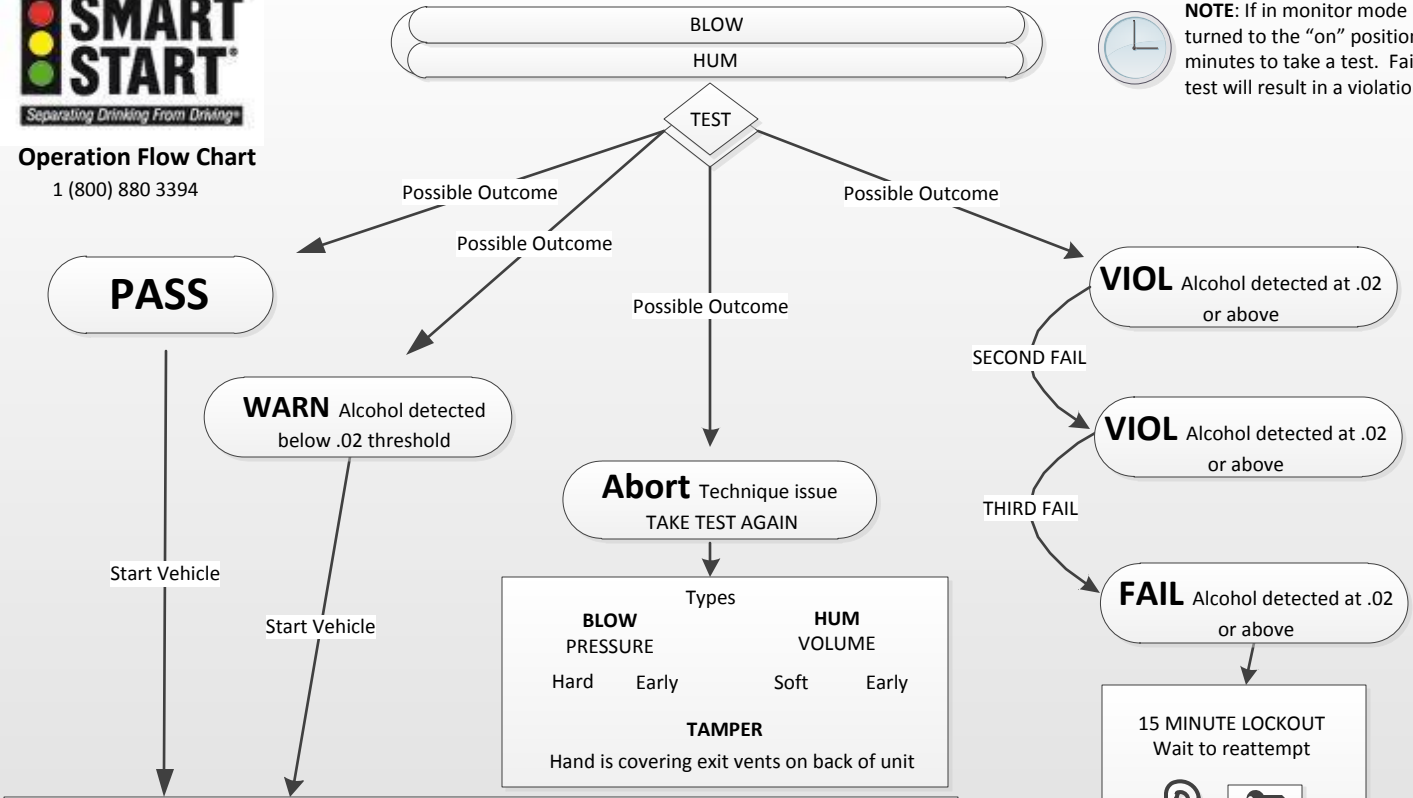 SMART
START®
Separating Drinking From Driving®
Operation Flow Chart
1 (800) 880 3394
BLOW
HUM
TEST
NOTE: If in monitor mode
turned to the “on” position
minutes to take a test. Fai
test will result in a violatio
Possible Outcome
Possible Outcome
Possible Outcome
Possible Outcome
PASS
WARN Alcohol detected
below .02 threshold
Abort Technique issue
TAKE TEST AGAIN
VIOL Alcohol detected at .02
or above
SECOND FAIL
VIOL Alcohol detected at .02
or above
THIRD FAIL
FAIL Alcohol detected at .02
or above
Start Vehicle
Start Vehicle
Types
BLOW
PRESSURE
Hard Early
HUM
VOLUME
Soft Early
TAMPER
Hand is covering exit vents on back of unit
15 MINUTE LOCKOUT
Wait to reattempt